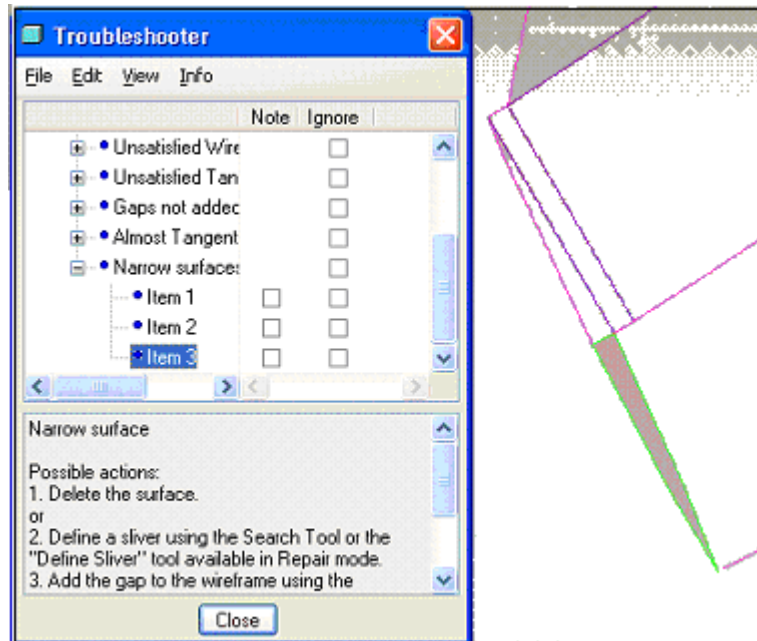 Troubleshooter
File Edit View Info
Note Ignore
Unsatisfied Wire
Unsatisfied Tan
Gaps not added
Almost Tangent
Narrow surfaces
Item 1
Item 2
Item 3
Narrow surface
Possible actions:
1. Delete the surface.
or
2. Define a sliver using the Search Tool or the
"Define Sliver" tool available in Repair mode.
3. Add the gap to the wireframe using the
Close